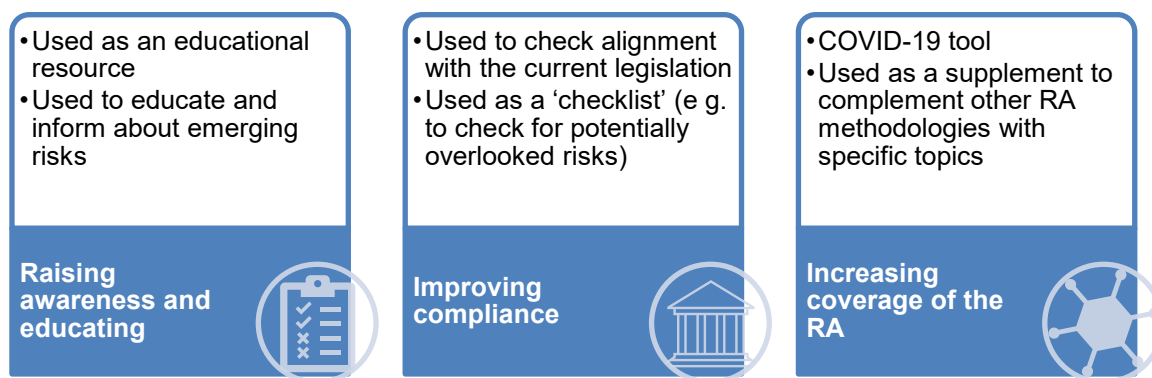 •Used as an educational
resource
•Used to educate and
inform about emerging
risks
Raising
awareness and
educating
•Used to check alignment
with the current legislation
•Used as a ‘checklist’ (e g.
to check for potentially
overlooked risks)
Improving
compliance
•COVID-19 tool
•Used as a supplement to
complement other RA
methodologies with
specific topics
Increasing
coverage of the
RA